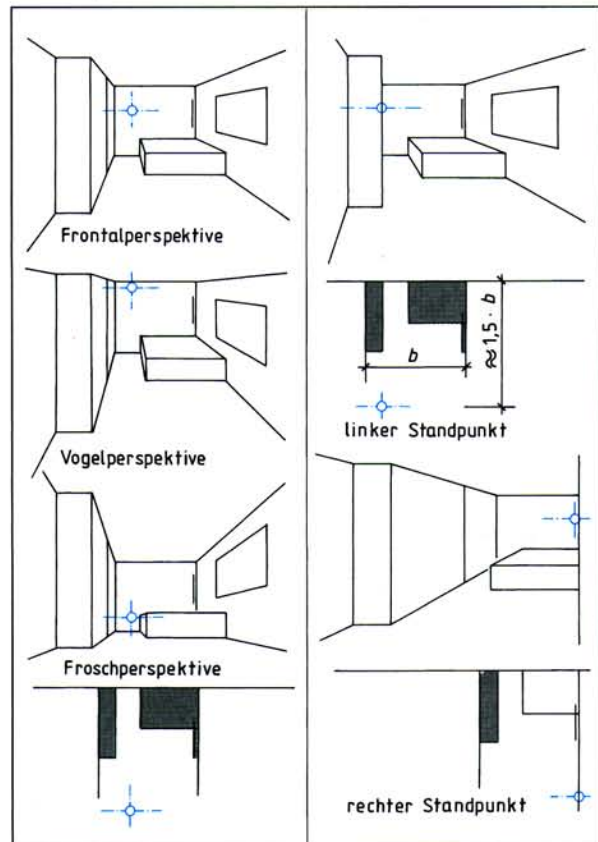 Frontalperspektive
Vogelperspektive
Froschperspektive
b
≈1,5 · b
linker Standpunkt
rechter Standpunkt